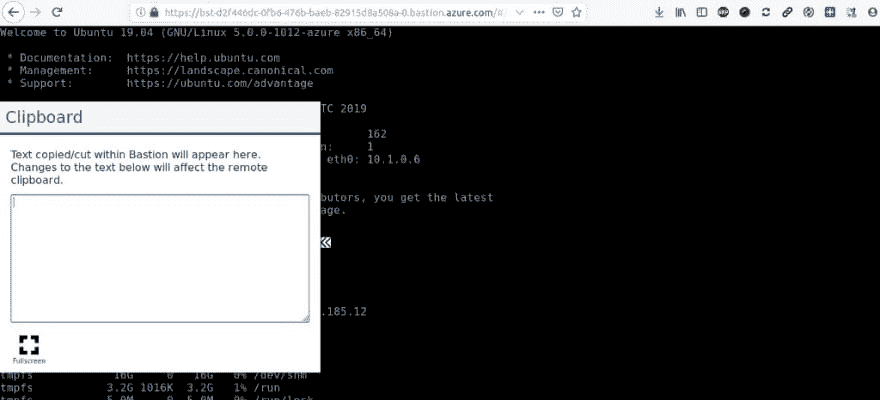 https://bst-d2f446dc-0fb6-476b-baeb-82915d8a508a-0.bastion.azure.com/#/
Welcome to Ubuntu 19.04 (GNU/Linux 5.0.0-1012-azure x86_64)
* Documentation: https://help.ubuntu.com
* Management: https://landscape.canonical.com
* Support: https://ubuntu.com/advantage
TC 2019
Clipboard
162
n: 1
eth0: 10.1.0.6
Text copied/cut within Bastion will appear here.
Changes to the text below will affect the remote
clipboard.
butors, you get the latest
age.
.185.12
Fullscreen
tmpfs 16G 0 16G 0% /dev/shm
tmpfs 3.2G 1016K 3.2G 1% /run
tmpfs 5.0M 0 5.0M 0% /run/lock